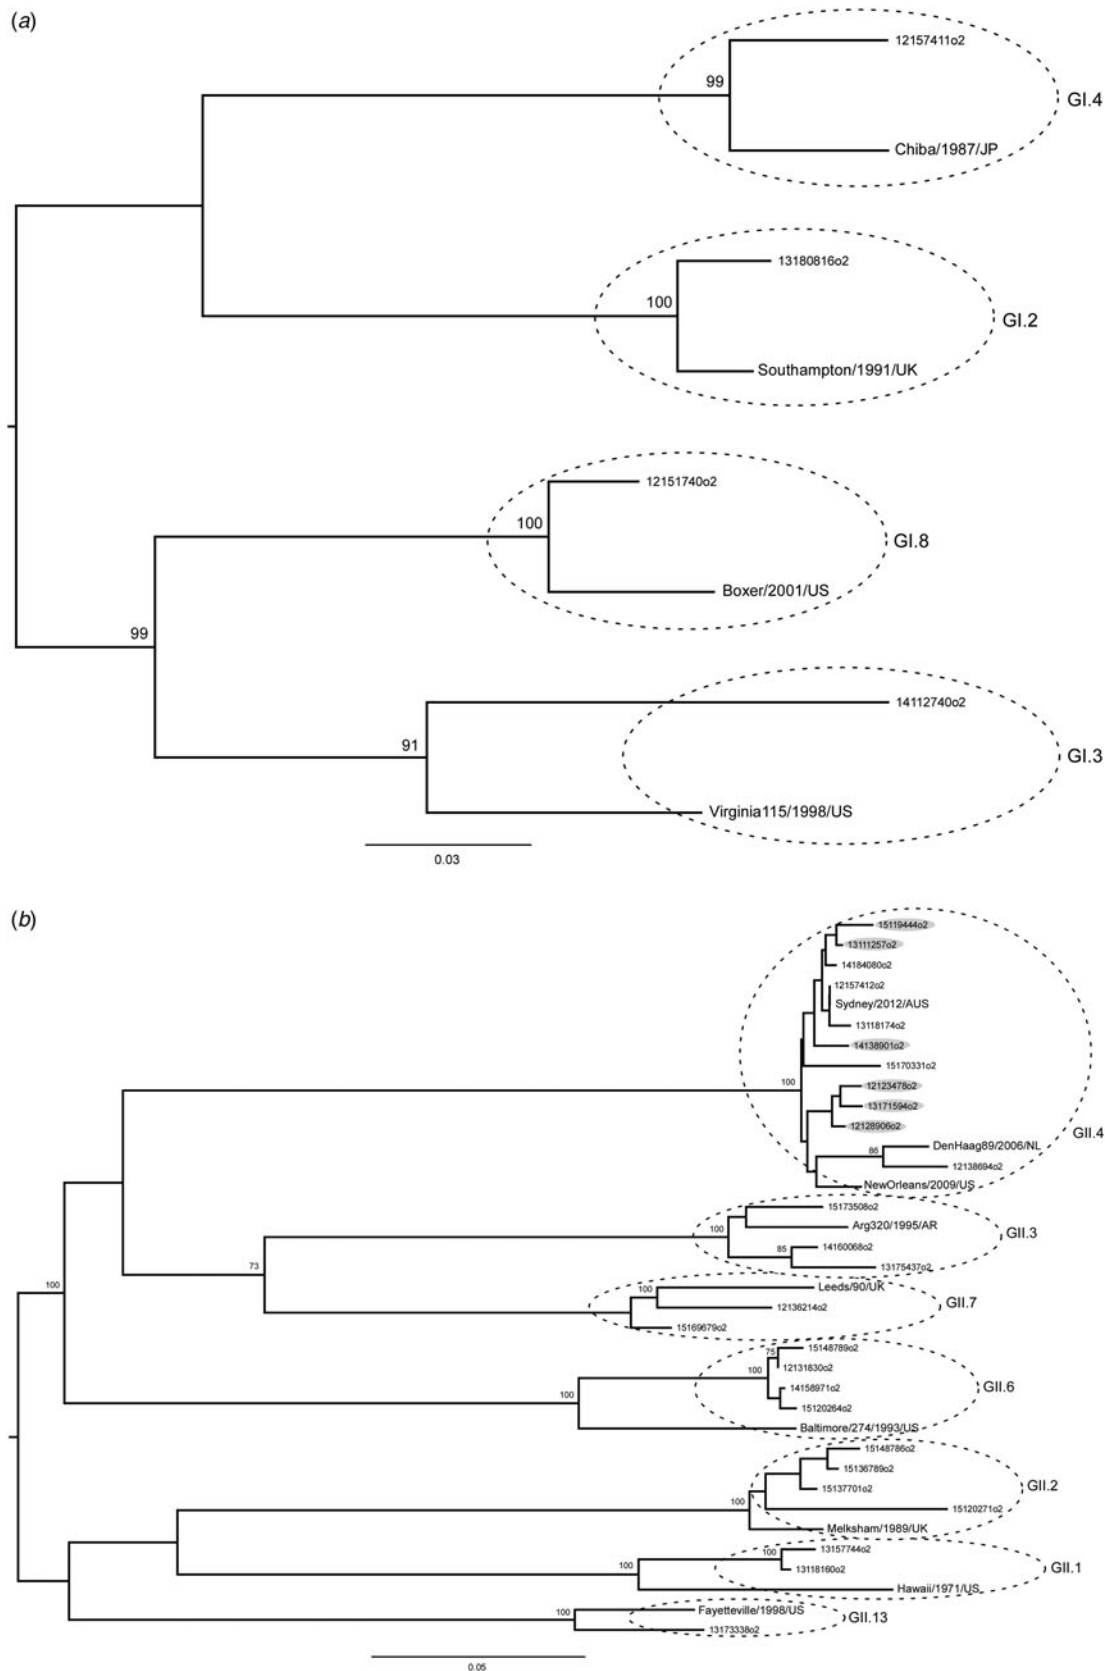 (a)
12157411o2
99
GI.4
Chiba/1987/JP
13180816o2
100
GI.2
Southampton/1991/UK
12151740o2
100
GI.8
Boxer/2001/US
99
14112740o2
91
GI.3
Virginia115/1998/US
0.03
(b)
15119444o2
13111257o2
14184080o2
12157412o2
Sydney/2012/AUS
13118174o2
14138901o2
15170331o2
100
12123478o2
13171594o2
12128906o2
GII.4
DenHaag89/2006/NL
86
12138694o2
NewOrleans/2009/US
15173508o2
100
Arg320/1995/AR
GII.3
14160068o2
85
13175437o2
73
Leeds/90/UK
100
12136214o2
GII.7
15169679o2
100
15148789o2
75
12131830o2
100
14158971o2
GII.6
15120264o2
100
Baltimore/274/1993/US
15148786o2
15136789o2
15137701o2
GII.2
15120271o2
100
Melksham/1989/UK
13157744o2
100
13118160o2
GII.1
100
Hawaii/1971/US
Fayetteville/1998/US
100
GII.13
13173338o2
0.05